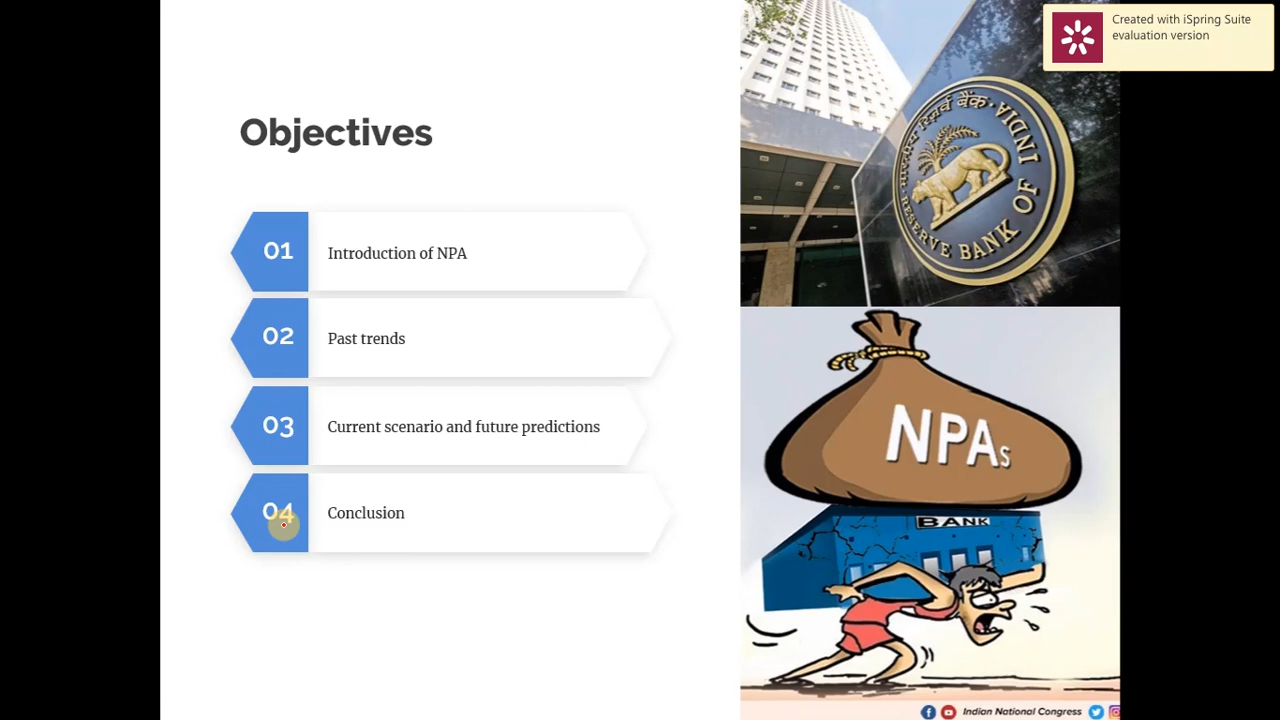 Created with iSpring Suite
evaluation version
Objectives
01
Introduction of NPA
02
Past trends
03
Current scenario and future predictions
04
Conclusion
भारतीय रिज़र्व बैंक
RESERVE BANK OF INDIA
NPAs
BANK
Indian National Congress